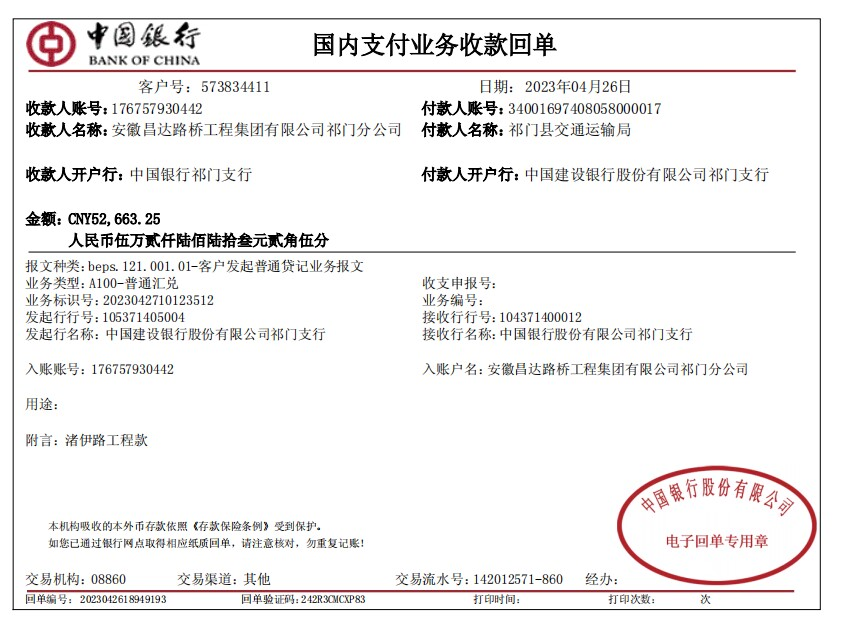 中国银行
BANK OF CHINA
国内支付业务收款回单
客户号：573834411 日期：2023年04月26日
收款人账号：176757930442 付款人账号：34001697408058000017
收款人名称：安徽昌达路桥工程集团有限公司祁门分公司 付款人名称：祁门县交通运输局
收款人开户行：中国银行祁门支行 付款人开户行：中国建设银行股份有限公司祁门支行
金额：CNY52,663.25
人民币伍万贰仟陆佰陆拾叁元贰角伍分
报文种类：beps.121.001.01-客户发起普通贷记业务报文
业务类型：A100-普通汇兑 收支申报号：
业务标识号：2023042710123512 业务编号：
发起行行号：105371405004 接收行行号：104371400012
发起行名称：中国建设银行股份有限公司祁门支行 接收行名称：中国银行股份有限公司祁门支行
入账账号：176757930442 入账户名：安徽昌达路桥工程集团有限公司祁门分公司
用途：
附言：渚伊路工程款
中国银行股份有限公司
电子回单专用章
本机构吸收的本外币存款依照《存款保险条例》受到保护。
如您已通过银行网点取得相应纸质回单，请注意核对，勿重复记账！
交易机构：08860 交易渠道：其他 交易流水号：142012571-860 经办：
回单编号：2023042618949193 回单验证码：242R3CMCXP83 打印时间： 打印次数： 次